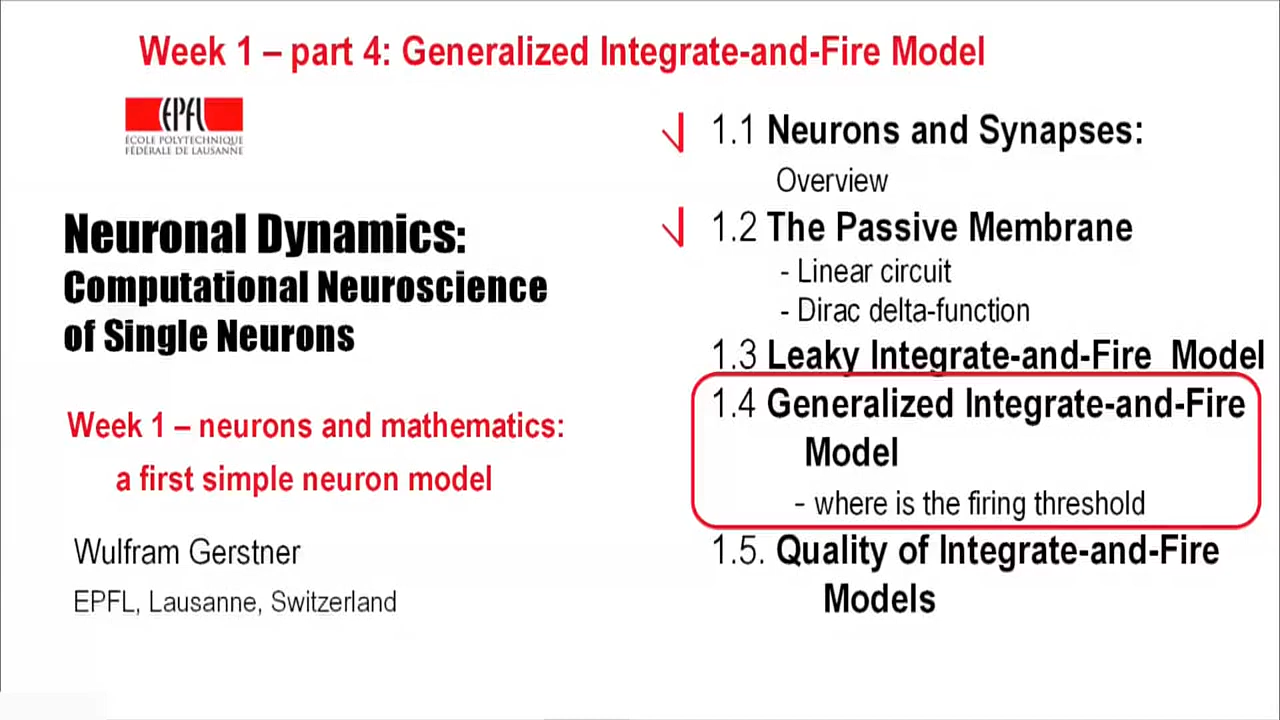 Week 1 – part 4: Generalized Integrate-and-Fire Model
EPFL
ÉCOLE POLYTECHNIQUE
FÉDÉRALE DE LAUSANNE
Neuronal Dynamics:
Computational Neuroscience
of Single Neurons
Week 1 – neurons and mathematics:
a first simple neuron model
Wulfram Gerstner
EPFL, Lausanne, Switzerland
1.1 Neurons and Synapses:
Overview
1.2 The Passive Membrane
- Linear circuit
- Dirac delta-function
1.3 Leaky Integrate-and-Fire Model
1.4 Generalized Integrate-and-Fire
Model
- where is the firing threshold
1.5. Quality of Integrate-and-Fire
Models